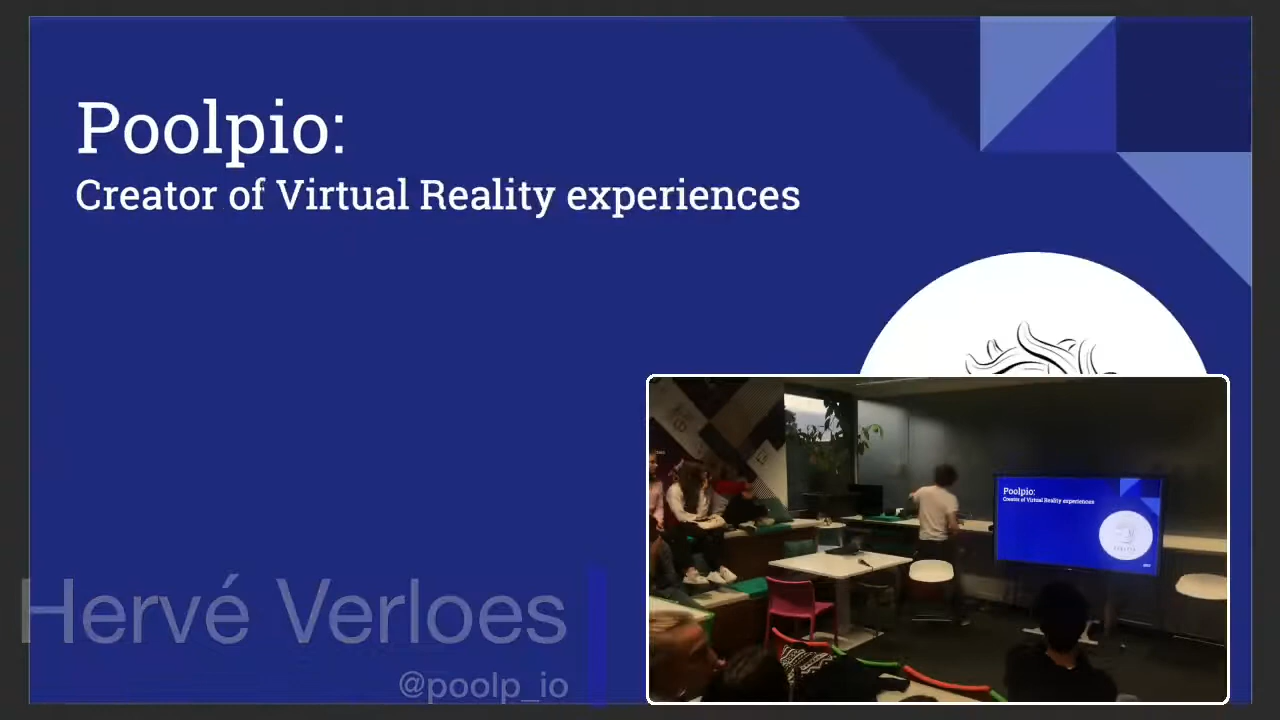 Poolpio:
Creator of Virtual Reality experiences
Poolpio:
Creator of Virtual Reality experiences
Hervé Verloes
@poolp_io